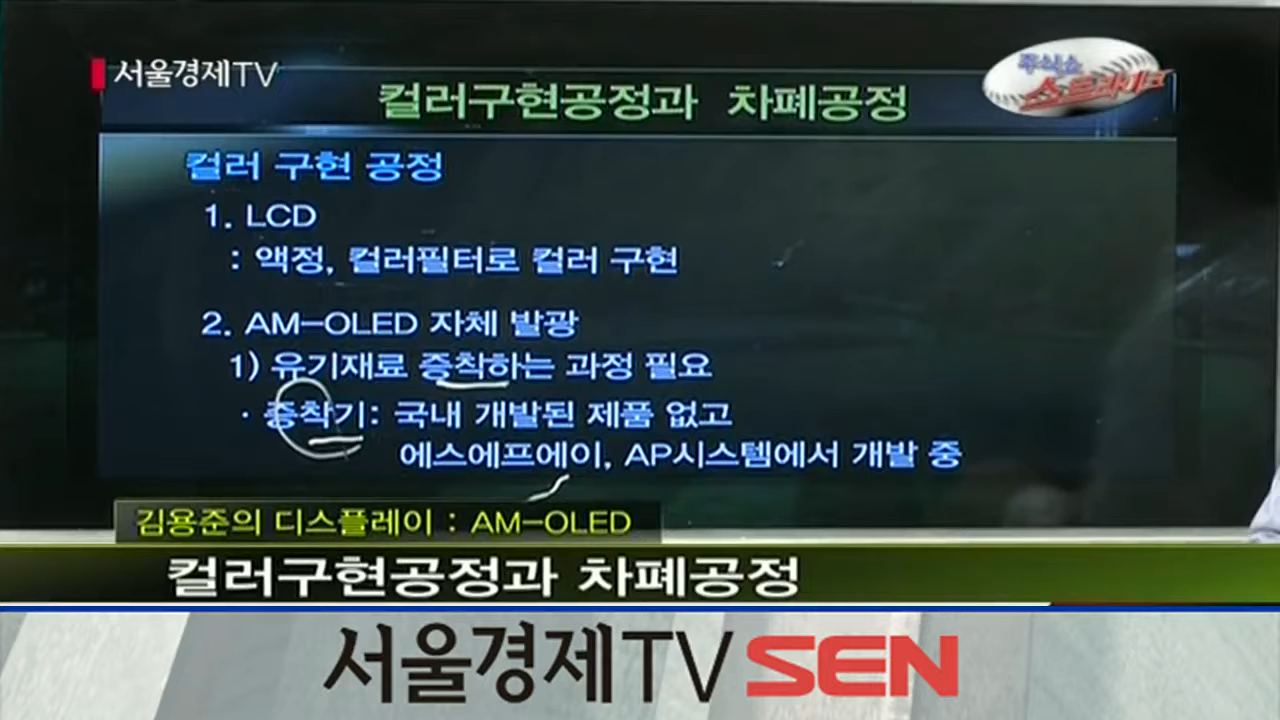 서울경제TV
주식쇼
스트라이크
컬러구현공정과 차폐공정
컬러 구현 공정
1. LCD
: 액정, 컬러필터로 컬러 구현
2. AM-OLED 자체 발광
1) 유기재료 증착하는 과정 필요
· 증착기: 국내 개발된 제품 없고
에스에프에이, AP시스템에서 개발 중
김용준의 디스플레이 : AM-OLED
컬러구현공정과 차폐공정
서울경제TV SEN